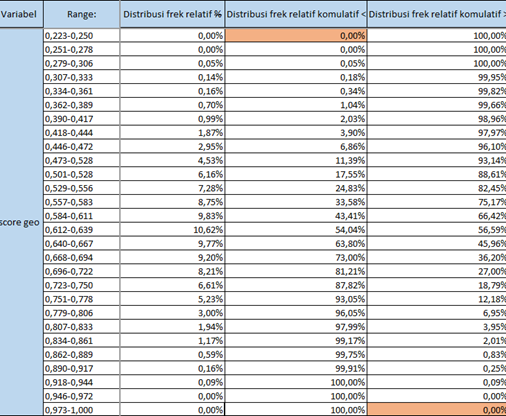 Variabel Range: Distribusi frek relatif % Distribusi frek relatif komulatif < Distribusi frek relatif komulatif >
0,223-0,250 0,00% 0,00% 100,00%
0,251-0,278 0,00% 0,00% 100,00%
0,279-0,306 0,05% 0,05% 100,00%
0,307-0,333 0,14% 0,18% 99,95%
0,334-0,361 0,16% 0,34% 99,82%
0,362-0,389 0,70% 1,04% 99,66%
0,390-0,417 0,99% 2,03% 98,96%
0,418-0,444 1,87% 3,90% 97,97%
0,446-0,472 2,95% 6,86% 96,10%
0,473-0,528 4,53% 11,39% 93,14%
0,501-0,528 6,16% 17,55% 88,61%
0,529-0,556 7,28% 24,83% 82,45%
0,557-0,583 8,75% 33,58% 75,17%
0,584-0,611 9,83% 43,41% 66,42%
score geo 0,612-0,639 10,62% 54,04% 56,59%
0,640-0,667 9,77% 63,80% 45,96%
0,668-0,694 9,20% 73,00% 36,20%
0,696-0,722 8,21% 81,21% 27,00%
0,723-0,750 6,61% 87,82% 18,79%
0,751-0,778 5,23% 93,05% 12,18%
0,779-0,806 3,00% 96,05% 6,95%
0,807-0,833 1,94% 97,99% 3,95%
0,834-0,861 1,17% 99,17% 2,01%
0,862-0,889 0,59% 99,75% 0,83%
0,890-0,917 0,16% 99,91% 0,25%
0,918-0,944 0,09% 100,00% 0,09%
0,946-0,972 0,00% 100,00% 0,00%
0,973-1,000 0,00% 100,00% 0,00%